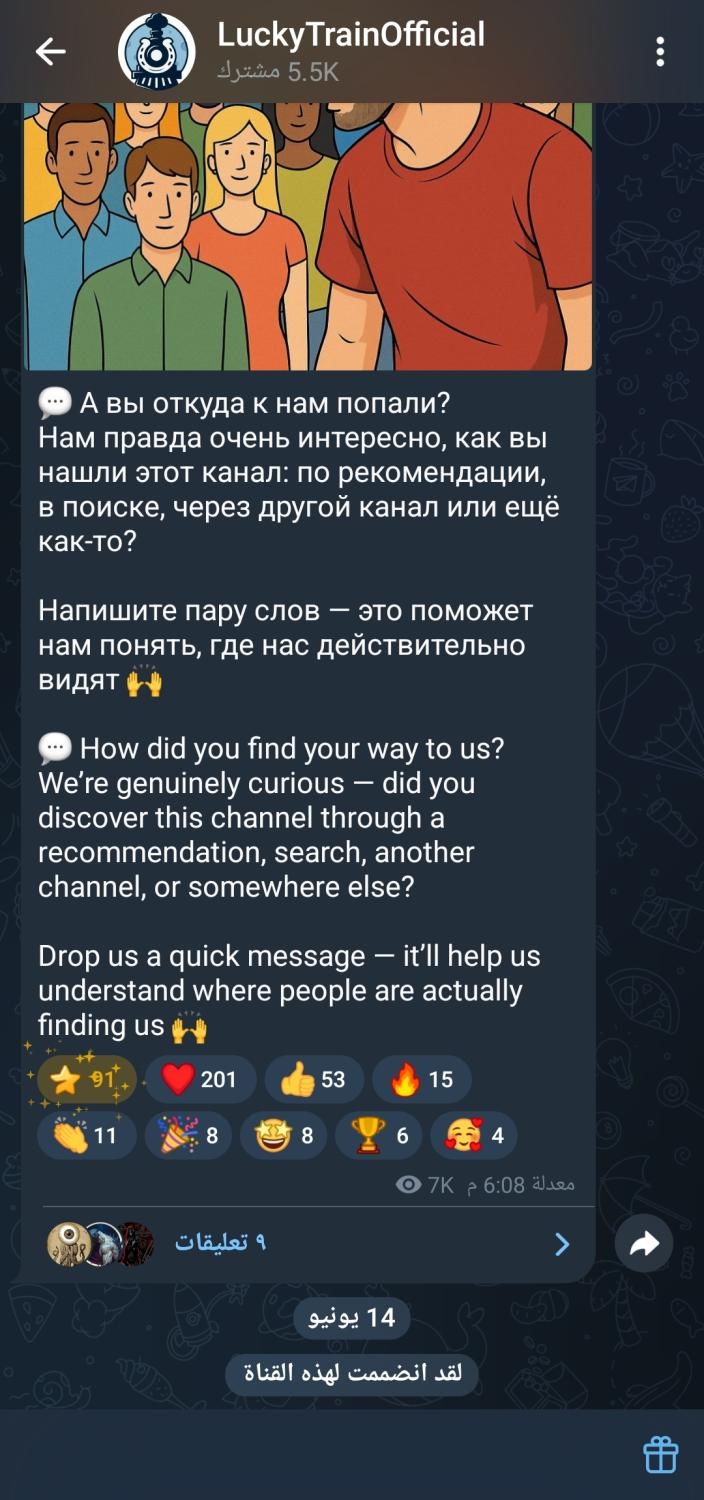 LuckyTrainOfficial
5.5K مشترك
💬 А вы откуда к нам попали?
Нам правда очень интересно, как вы
нашли этот канал: по рекомендации,
в поиске, через другой канал или ещё
как-то?
Напишите пару слов — это поможет
нам понять, где нас действительно
видят 🙌
💬 How did you find your way to us?
We’re genuinely curious — did you
discover this channel through a
recommendation, search, another
channel, or somewhere else?
Drop us a quick message — it’ll help us
understand where people are actually
finding us 🙌
⭐ 91 ❤️ 201 👍 53 🔥 15
👏 11 🎉 8 🤩 8 🏆 6 🥰 4
7K معدلة 6:08 م
٩ تعليقات
14 يونيو
لقد انضممت لهذه القناة